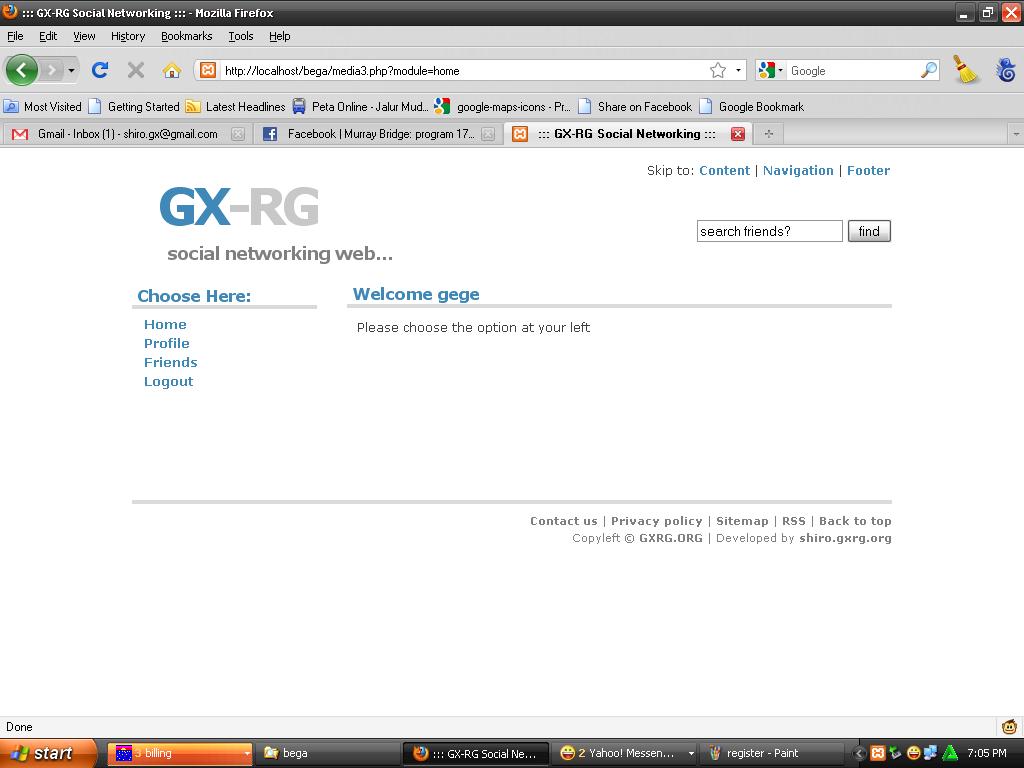 ::: GX-RG Social Networking ::: - Mozilla Firefox
File Edit View History Bookmarks Tools Help
http://localhost/bega/media3.php?module=home
Google
Most Visited Getting Started Latest Headlines Peta Online - Jalur Mud... google-maps-icons - Pr... Share on Facebook Google Bookmark
Gmail - Inbox (1) - shiro.gx@gmail.com Facebook | Murray Bridge: program 17... ::: GX-RG Social Networking :::
Skip to: Content | Navigation | Footer
GX-RG
social networking web...
search friends? find
Choose Here:
Home
Profile
Friends
Logout
Welcome gege
Please choose the option at your left
Contact us | Privacy policy | Sitemap | RSS | Back to top
Copyleft © GXRG.ORG | Developed by shiro.gxrg.org
Done
start 3 billing bega ::: GX-RG Social Ne... 2 Yahoo! Messen... register - Paint 7:05 PM